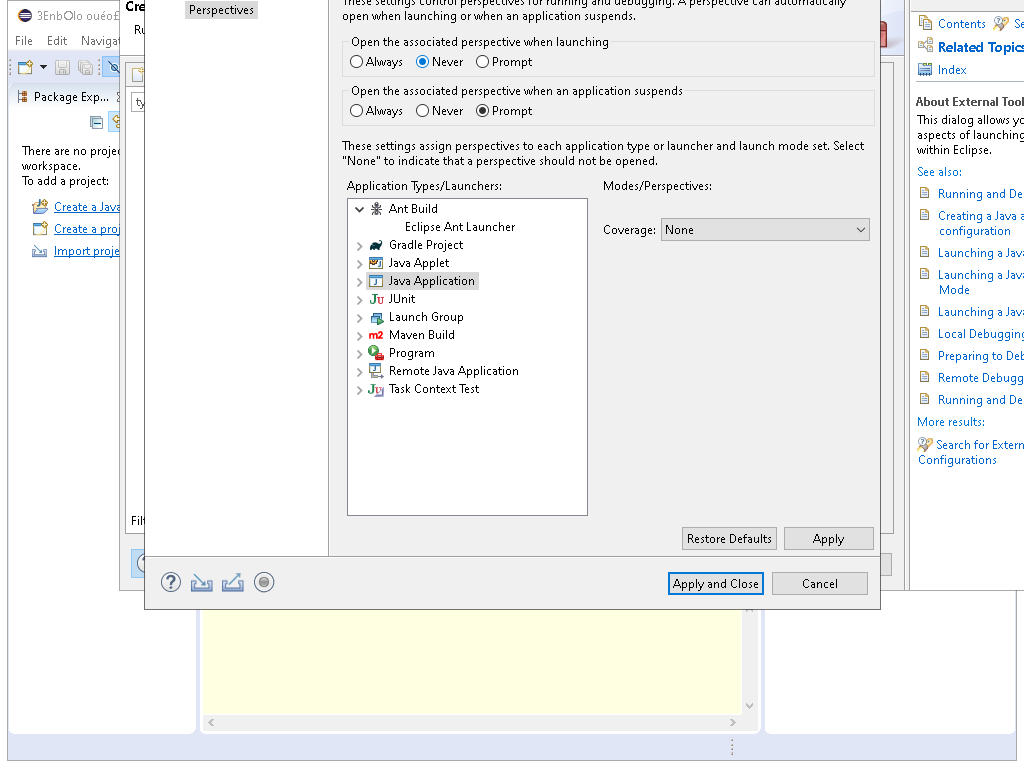 3EnbOlo ouéof
File Edit Navigat
Package Exp...
There are no proje
workspace.
To add a project:
Create a Java
Create a proj
Import proje
Cre
Ru
ty
Filt
Perspectives
These settings control perspectives for running and debugging. A perspective can automatically
open when launching or when an application suspends.
Open the associated perspective when launching
Always Never Prompt
Open the associated perspective when an application suspends
Always Never Prompt
These settings assign perspectives to each application type or launcher and launch mode set. Select
"None" to indicate that a perspective should not be opened.
Application Types/Launchers:
Modes/Perspectives:
Ant Build
Eclipse Ant Launcher
Gradle Project
Java Applet
Java Application
JUnit
Launch Group
Maven Build
Program
Remote Java Application
Task Context Test
Coverage: None
Restore Defaults Apply
Apply and Close Cancel
Contents Se
Related Topics
Index
About External Tool
This dialog allows yo
aspects of launching
within Eclipse.
See also:
Running and De
Creating a Java a
configuration
Launching a Java
Launching a Java
Mode
Launching a Java
Local Debugging
Preparing to Deb
Remote Debugg
Running and De
More results:
Search for Extern
Configurations